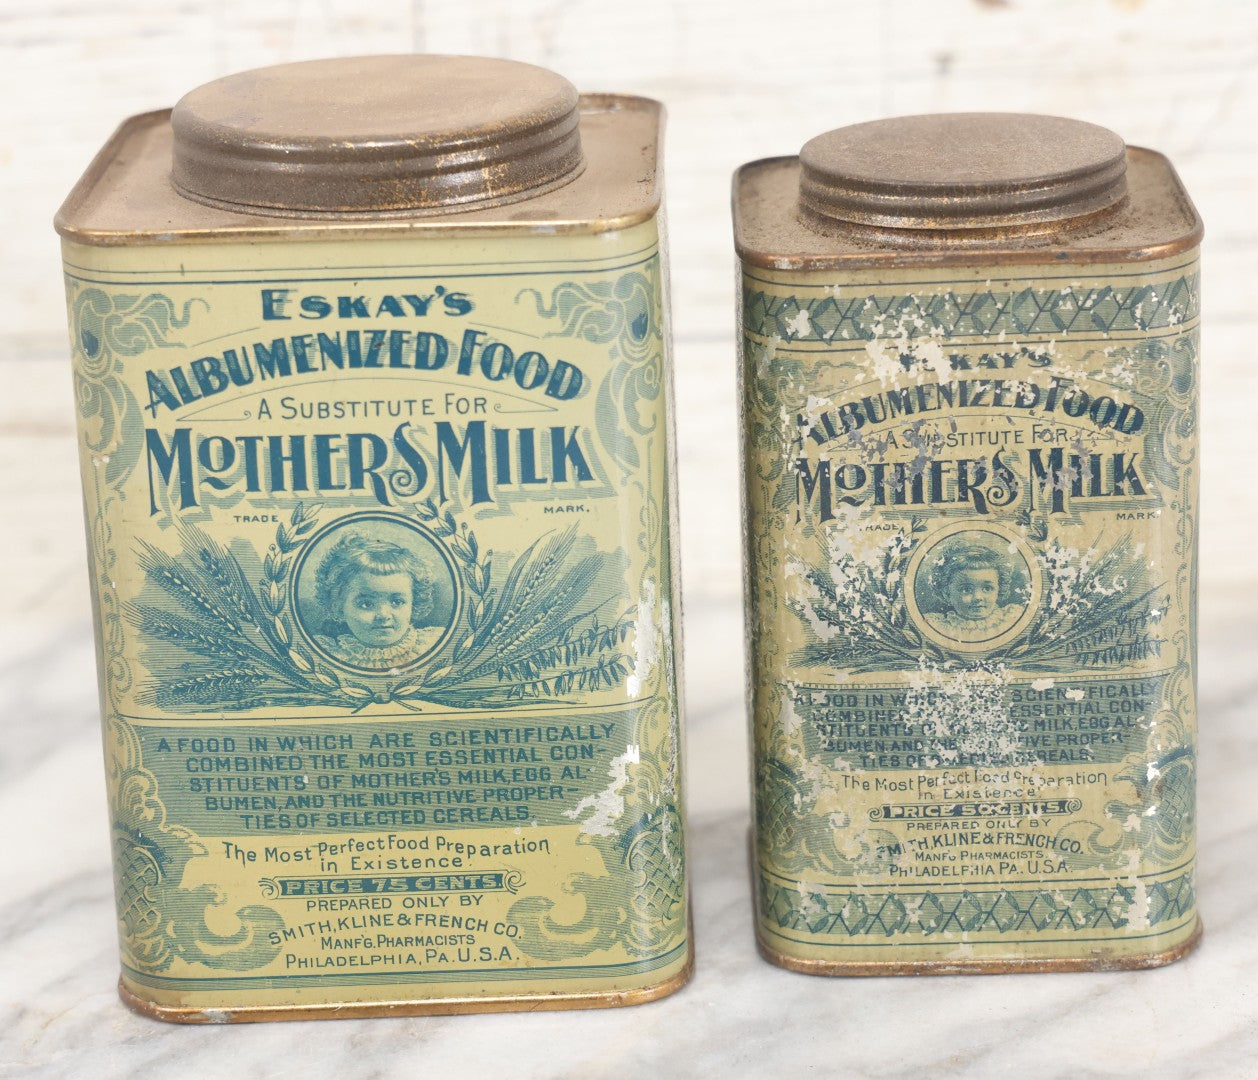 ESKAY'S
ALBUMENIZED FOOD
A SUBSTITUTE FOR
MOTHERS MILK
TRADE MARK.
A FOOD IN WHICH ARE SCIENTIFICALLY
COMBINED THE MOST ESSENTIAL CON-
STITUENTS OF MOTHER'S MILK, EGG AL-
BUMEN, AND THE NUTRITIVE PROPER-
TIES OF SELECTED CEREALS.
The Most Perfect Food Preparation
in Existence.
PRICE 75 CENTS.
PREPARED ONLY BY
SMITH, KLINE & FRENCH CO.
MANF'G. PHARMACISTS
PHILADELPHIA, PA. U.S.A.
ESKAY'S
ALBUMENIZED FOOD
A SUBSTITUTE FOR
MOTHERS MILK
TRADE MARK
FOOD IN SCIENTIFICALLY
COMBINED ESSENTIAL CON-
STITUENTS MILK, EGG AL-
BUMEN, AND THE PROPER-
TIES OF CEREALS
The Most Perfect Food Preparation
in Existence.
PRICE 50 CENTS.
PREPARED ONLY BY
SMITH, KLINE & FRENCH CO.
MANF'G PHARMACISTS
PHILADELPHIA PA. U.S.A.